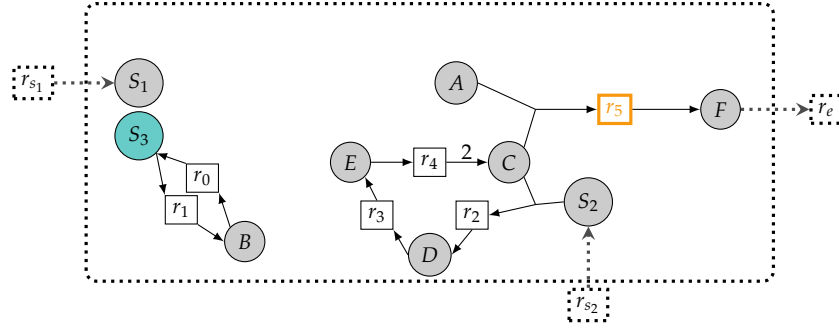 r_{s_1}
S_1
A
r_5
F
r_e
S_3
r_0
E
r_4
2
C
r_1
r_3
r_2
S_2
B
D
r_{s_2}